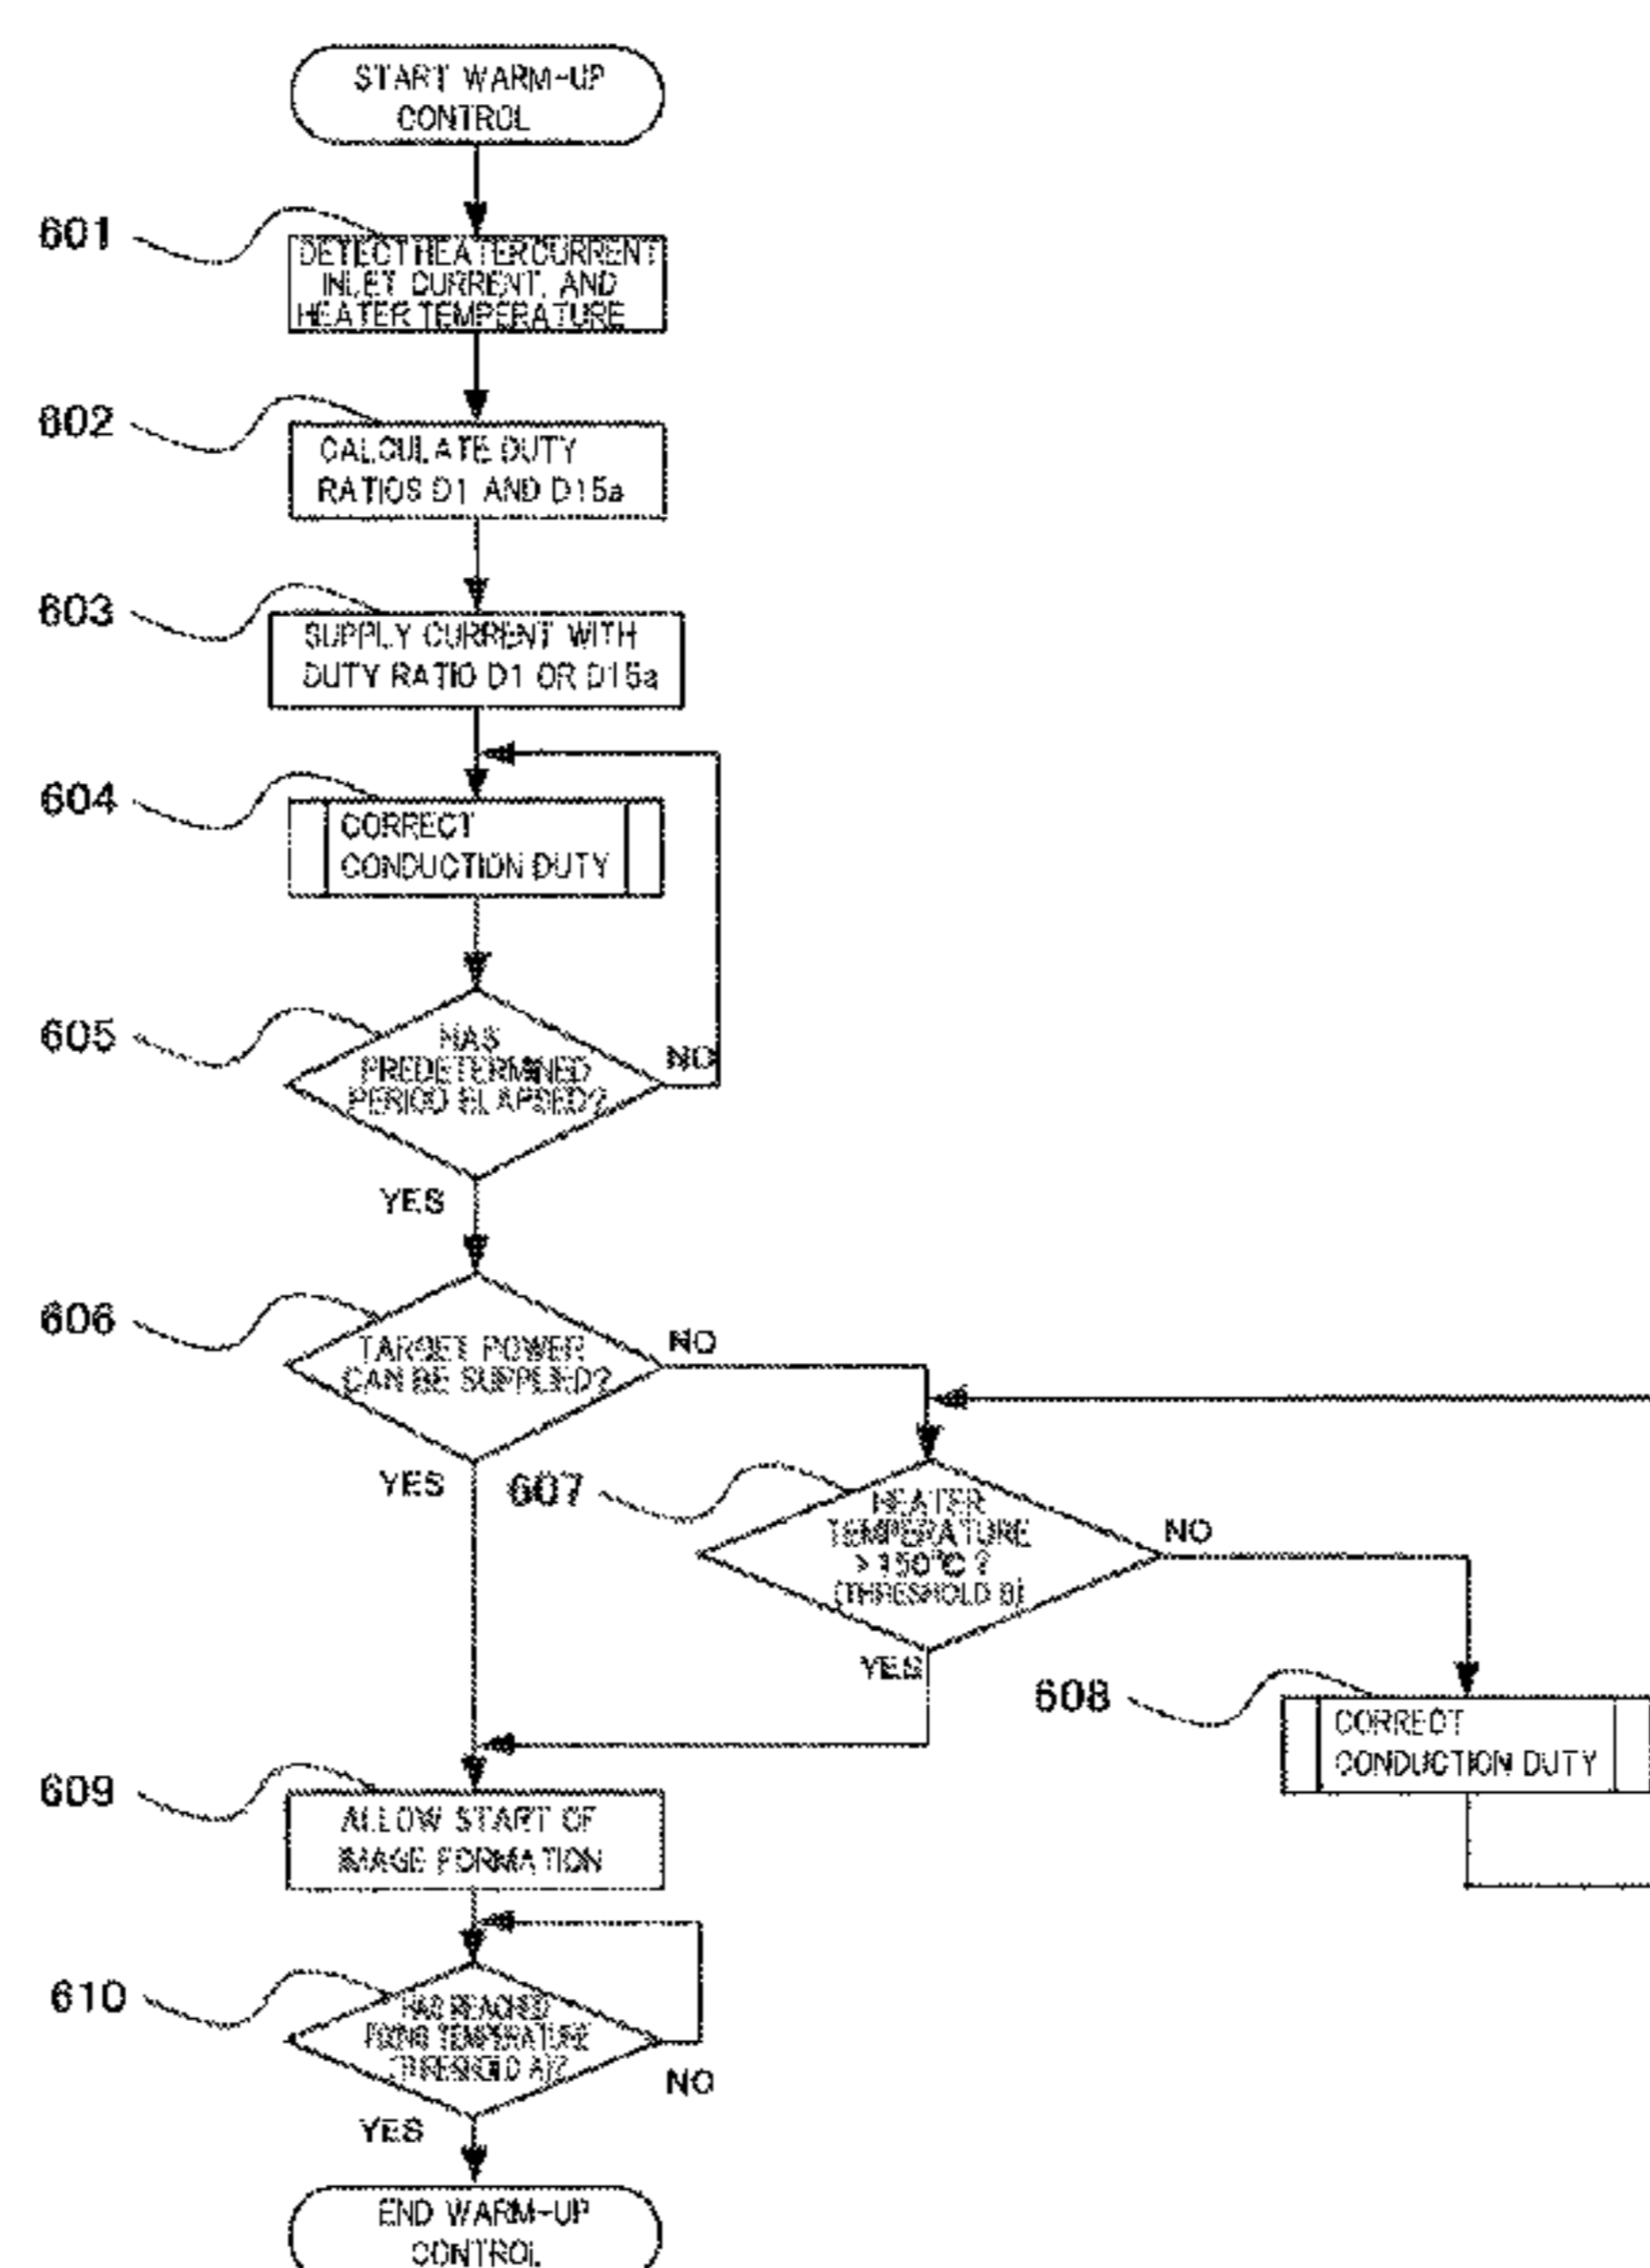 START WARM-UP
CONTROL
601
DETECT HEATER CURRENT
INLET CURRENT, AND
HEATER TEMPERATURE
602
CALCULATE DUTY
RATIOS D1 AND D15a
603
SUPPLY CURRENT WITH
DUTY RATIO D1 OR D15a
604
CORRECT
CONDUCTION DUTY
605
HAS
PREDETERMINED
PERIOD ELAPSED?
NO
YES
606
TARGET POWER
CAN BE SUPPLIED?
NO
YES
607
HEATER
TEMPERATURE
> 150°C ?
(THRESHOLD B)
NO
YES
608
CORRECT
CONDUCTION DUTY
609
ALLOW START OF
IMAGE FORMATION
610
HAS REACHED
FIXING TEMPERATURE
(THRESHOLD A)?
NO
YES
END WARM-UP
CONTROL